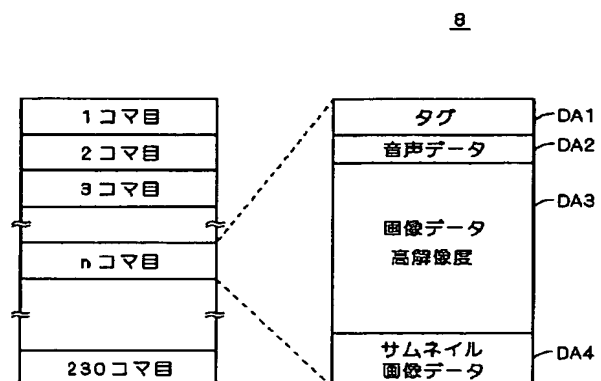 8
1コマ目
2コマ目
3コマ目
nコマ目
230コマ目
タグ
DA1
音声データ
DA2
画像データ
高解像度
DA3
サムネイル
画像データ
DA4